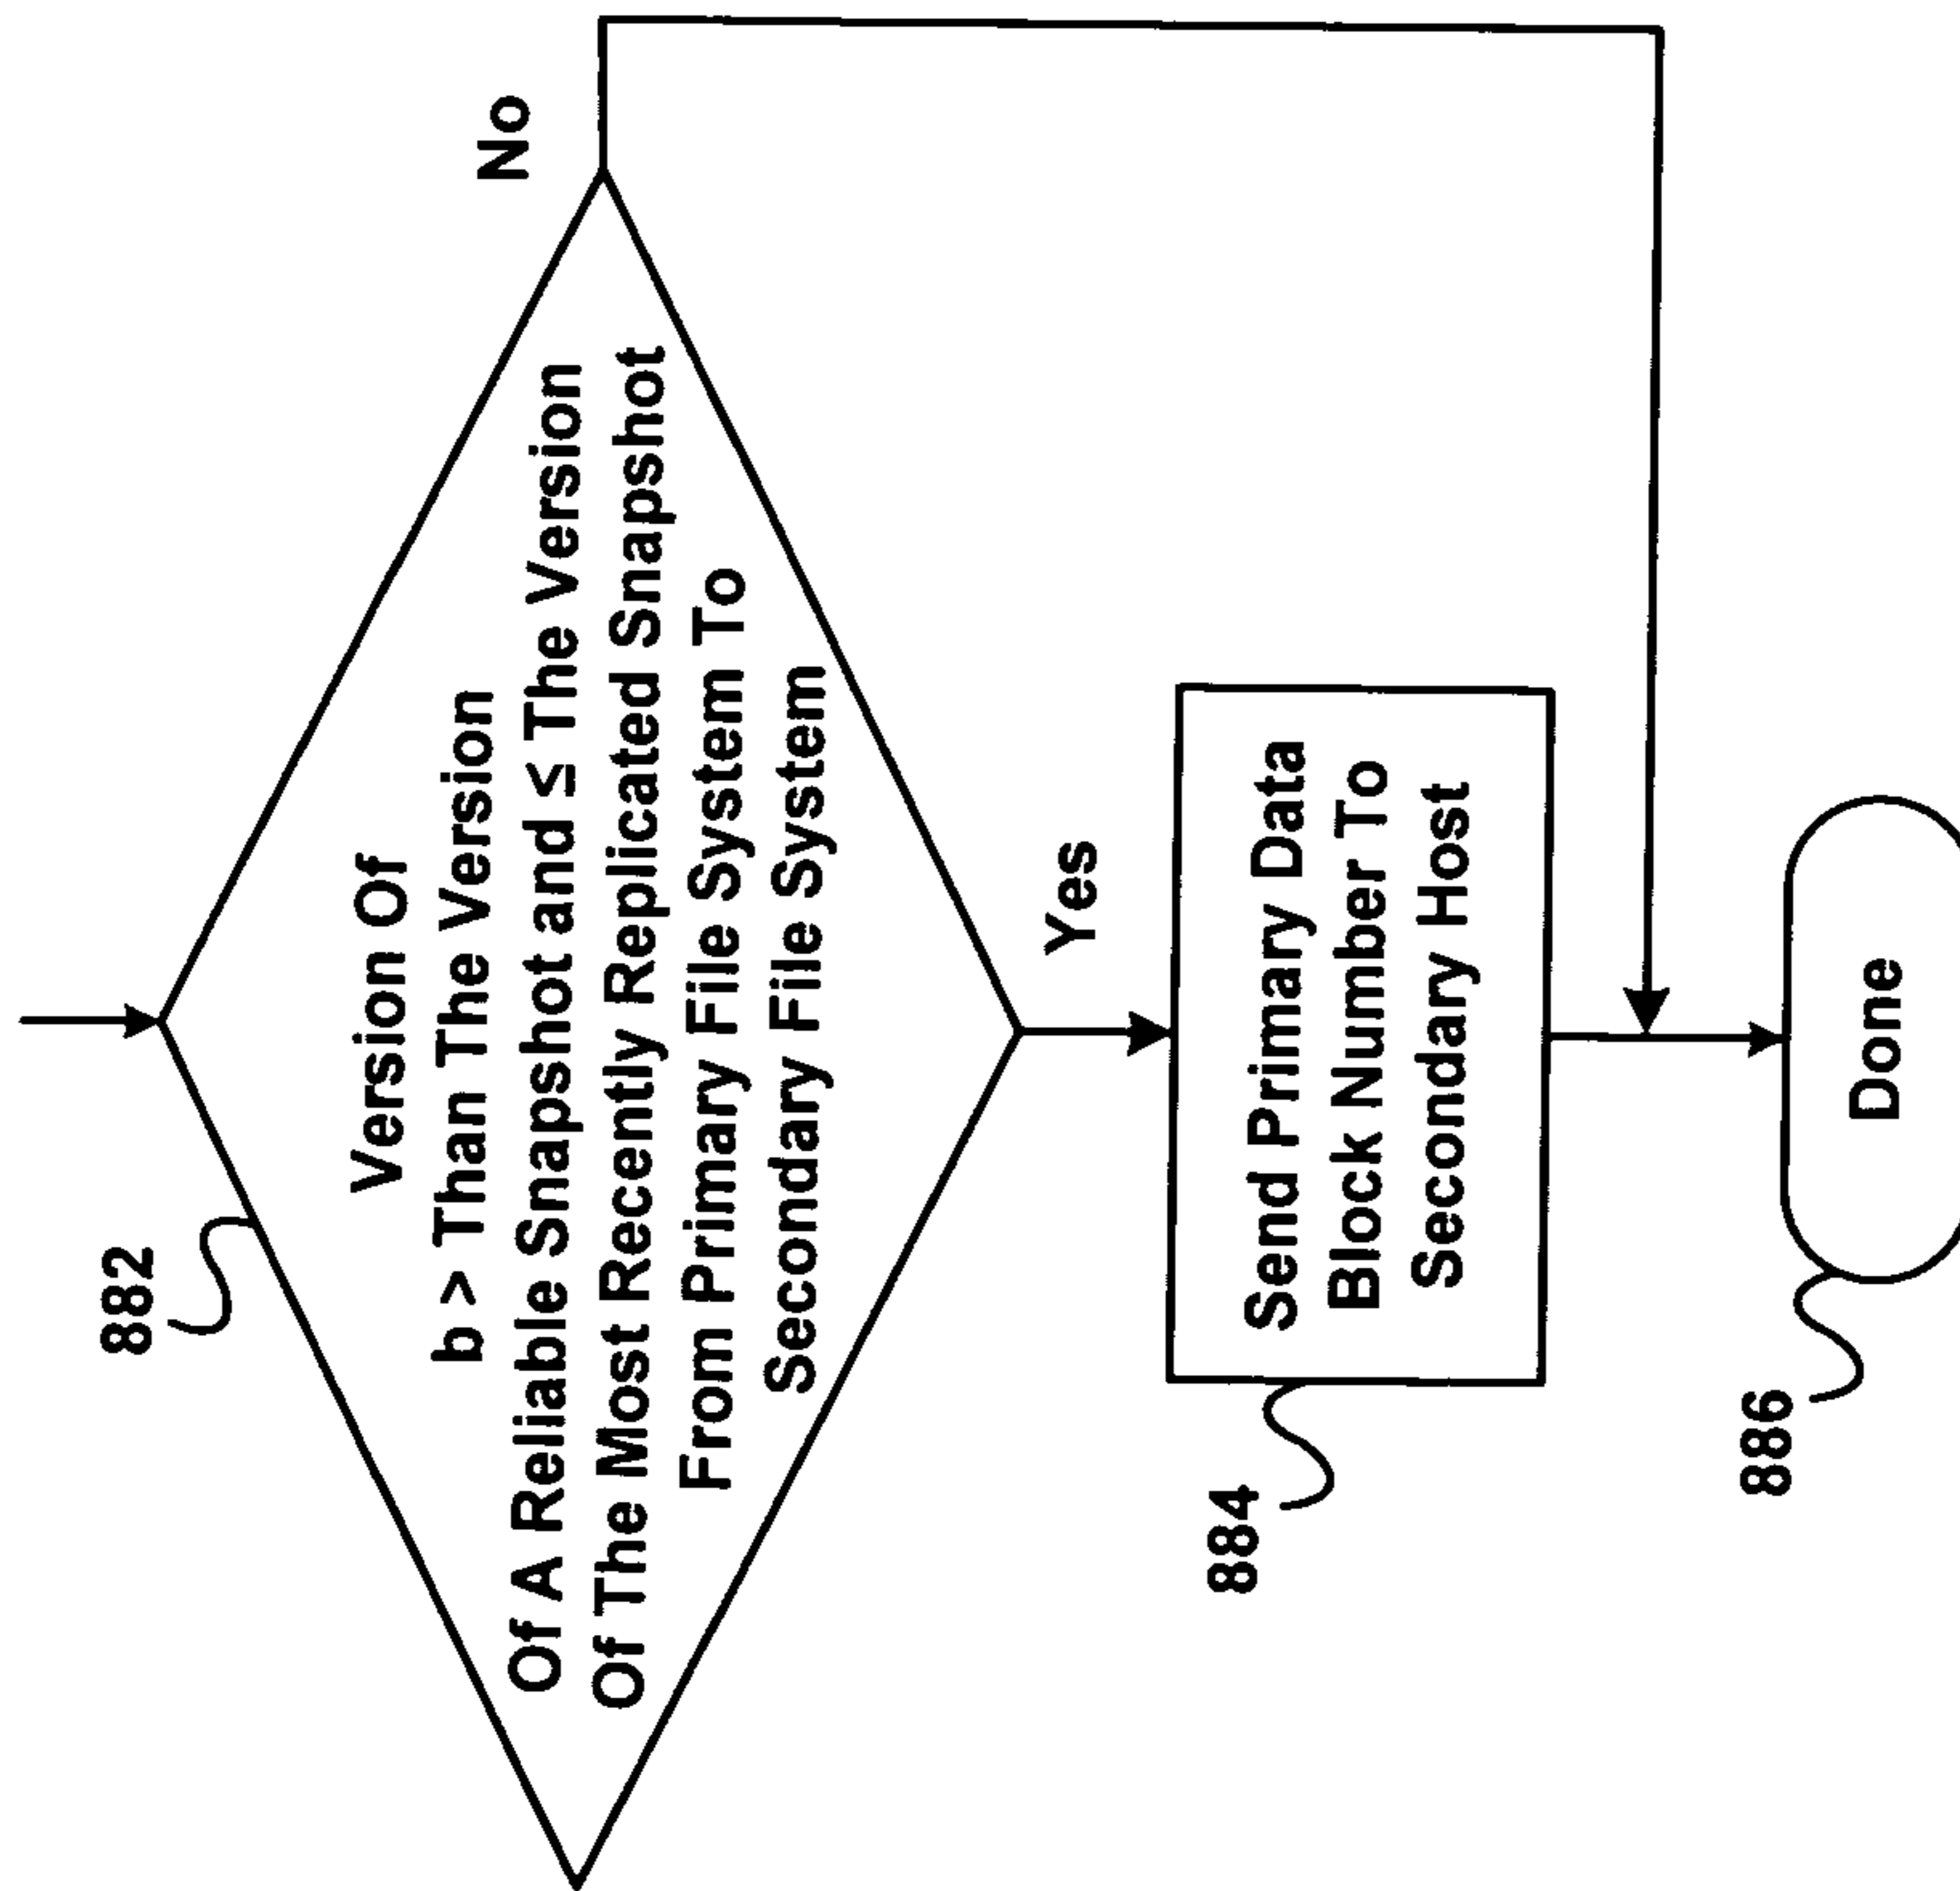 882
Version Of
b > Than The Version
Of A Reliable Snapshot and ≤ The Version
Of The Most Recently Replicated Snapshot
From Primary File System To
Secondary File System
No
Yes
884
Send Primary Data
Block Number To
Secondary Host
886
Done